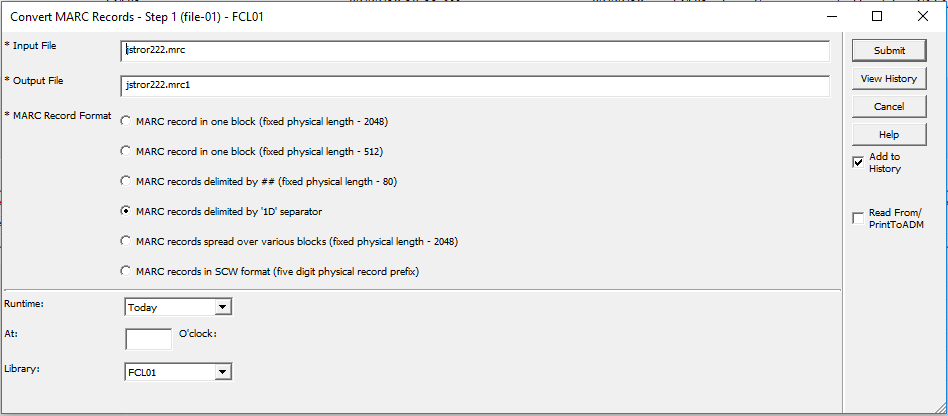 Convert MARC Records - Step 1 (file-01) - FCL01
* Input File
jstror222.mrc
Submit
* Output File
jstror222.mrc1
View History
* MARC Record Format
MARC record in one block (fixed physical length - 2048)
Cancel
Help
MARC record in one block (fixed physical length - 512)
Add to
History
MARC records delimited by ## (fixed physical length - 80)
MARC records delimited by '1D' separator
Read From/
PrintToADM
MARC records spread over various blocks (fixed physical length - 2048)
MARC records in SCW format (five digit physical record prefix)
Runtime:
Today
At:
O'clock:
Library:
FCL01